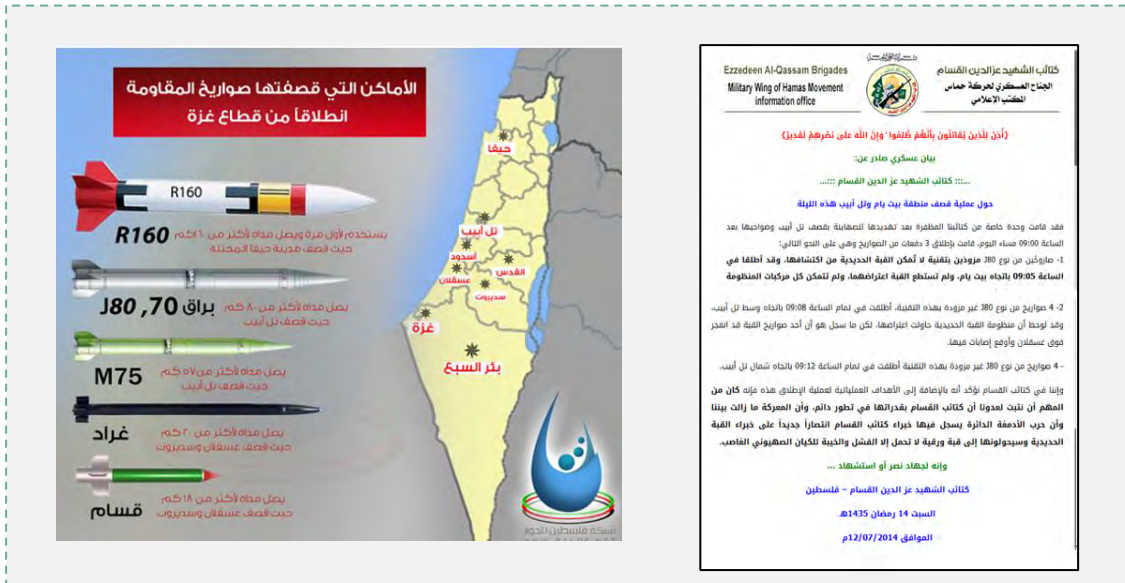 الأماكن التي قصفتها صواريخ المقاومة
انطلاقاً من قطاع غزة
R160
R160
يستخدم لأول مرة ويصل مداه لأكثر من ١٦٠كم
حيث قصف مدينة حيفا المحتلة
براق 70, J80
يصل مداه لأكثر من ٨٠ كم
حيث قصف تل أبيب
M75
يصل مداه لأكثر من ٧٥ كم
حيث قصف تل أبيب
غراد
يصل مداه لأكثر من ٢٠ كم
حيث قصف عسقلان وسديروت
قسام
يصل مداه لأكثر من ١٨ كم
حيث قصف عسقلان وسديروت
حيفا
تل أبيب
أسدود
القدس
عسقلان
سديروت
غزة
بئر السبع
شبكة فلسطين للحوار
Ezzedeen Al-Qassam Brigades
Military Wing of Hamas Movement
information office
كتائب الشهيد عزالدين القسام
الجناح العسكري لحركة حماس
المكتب الإعلامي
{أُذِنَ لِلَّذِينَ يُقَاتَلُونَ بِأَنَّهُمْ ظُلِمُوا وَإِنَّ اللَّهَ عَلَى نَصْرِهِمْ لَقَدِيرٌ}
بيان عسكري صادر عن:
...::: كتائب الشهيد عز الدين القسام :::...
حول عملية قصف منطقة بيت يام وتل أبيب هذه الليلة
فقد قامت وحدة خاصة من كتائبنا المظفرة بعد تهديدها للصهاينة بقصف تل أبيب وضواحيها بعد
الساعة 09:00 مساء اليوم، قامت بإطلاق 3 دفعات من الصواريخ وهي على النحو التالي:
1- صاروخَين من نوع J80 مزودَين بتقنية لا تُمكن القبة الحديدية من اكتشافها، وقد أطلقا في
الساعة 09:05 باتجاه بيت يام، ولم تستطع القبة اعتراضهما، ولم تتمكن كل مركبات المنظومة
2- 4 صواريخ من نوع J80 غير مزودة بهذه التقنية، أطلقت في تمام الساعة 09:08 باتجاه وسط تل أبيب،
وقد لوحظ أن منظومة القبة الحديدية حاولت اعتراضها، لكن ما سجل هو أن أحد صواريخ القبة قد انفجر
فوق عسقلان وأوقع إصابات فيها.
- 4 صواريخ من نوع J80 غير مزودة بهذه التقنية أطلقت في تمام الساعة 09:12 باتجاه شمال تل أبيب.
وإننا في كتائب القسام نؤكد أنه بالإضافة إلى الأهداف العملياتية لعملية الإطلاق هذه فإنه كان من
المهم أن نثبت لعدونا أن كتائب القسام بقدراتها في تطور دائم، وأن المعركة ما زالت بيننا
وأن حرب الأدمغة الدائرة يسجل فيها خبراء كتائب القسام انتصاراً جديداً على خبراء القبة
الحديدية وسيحولونها إلى قبة ورقية لا تحمل إلا الفشل والخيبة للكيان الصهيوني الغاصب.
وإنه لجهاد نصر أو استشهاد ...
كتائب الشهيد عز الدين القسام – فلسطين
السبت 14 رمضان 1435هـ
الموافق 12/07/2014م